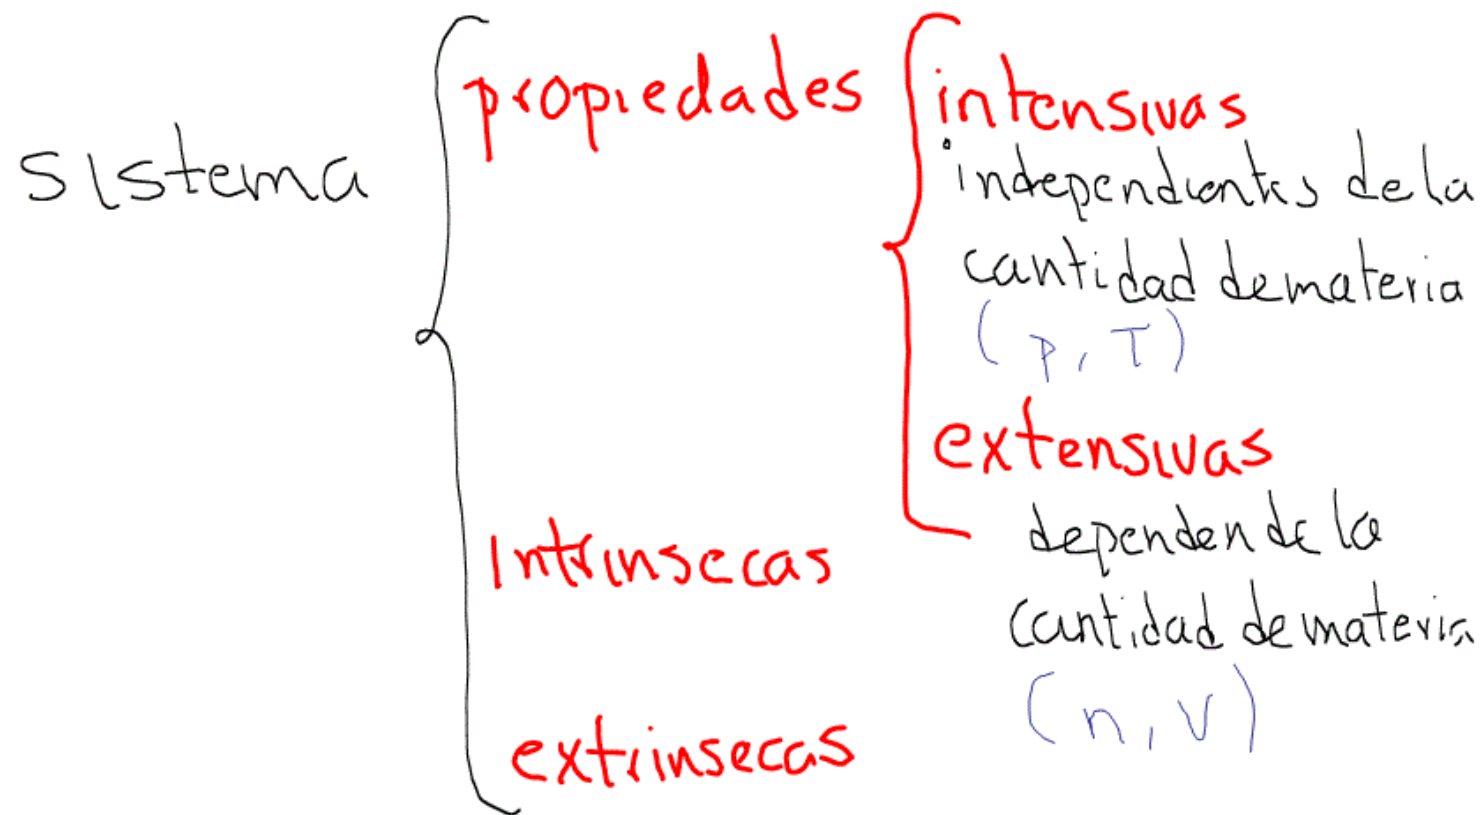 sistema
propiedades
intensivas
independientes de la
cantidad de materia
(P, T)
extensivas
dependen de la
cantidad de materia
(n, V)
Intrinsecas
extrinsecas